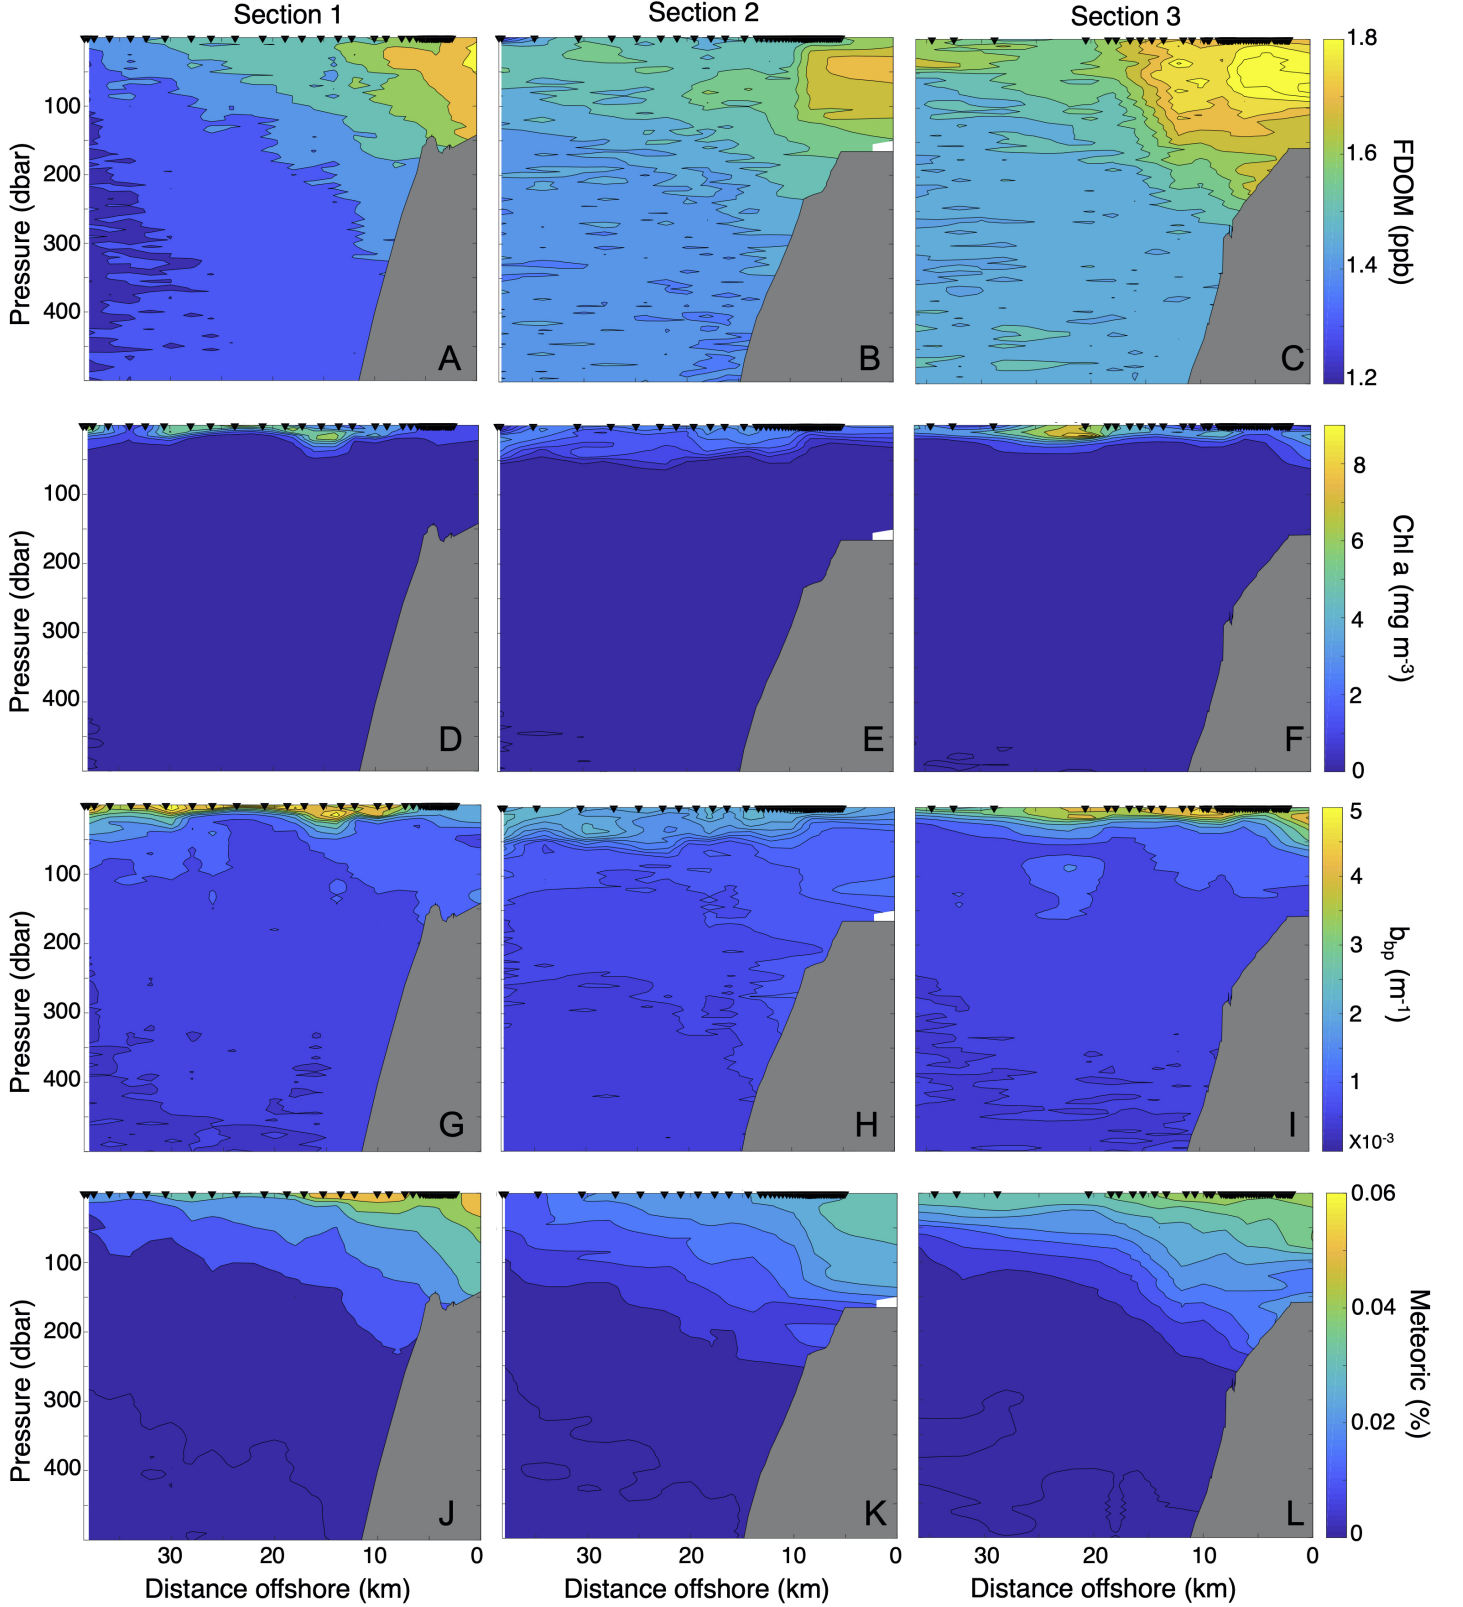 Section 1
Section 2
Section 3
Pressure (dbar)
100
200
300
400
A
B
C
1.8
1.6
1.4
1.2
FDOM (ppb)
Pressure (dbar)
100
200
300
400
D
E
F
8
6
4
2
0
Chl a (mg m-3)
Pressure (dbar)
100
200
300
400
G
H
I
5
4
3
2
1
X10-3
bbp (m-1)
Pressure (dbar)
100
200
300
400
J
K
L
0.06
0.04
0.02
0
Meteoric (%)
30 20 10 0
30 20 10 0
30 20 10 0
Distance offshore (km)
Distance offshore (km)
Distance offshore (km)